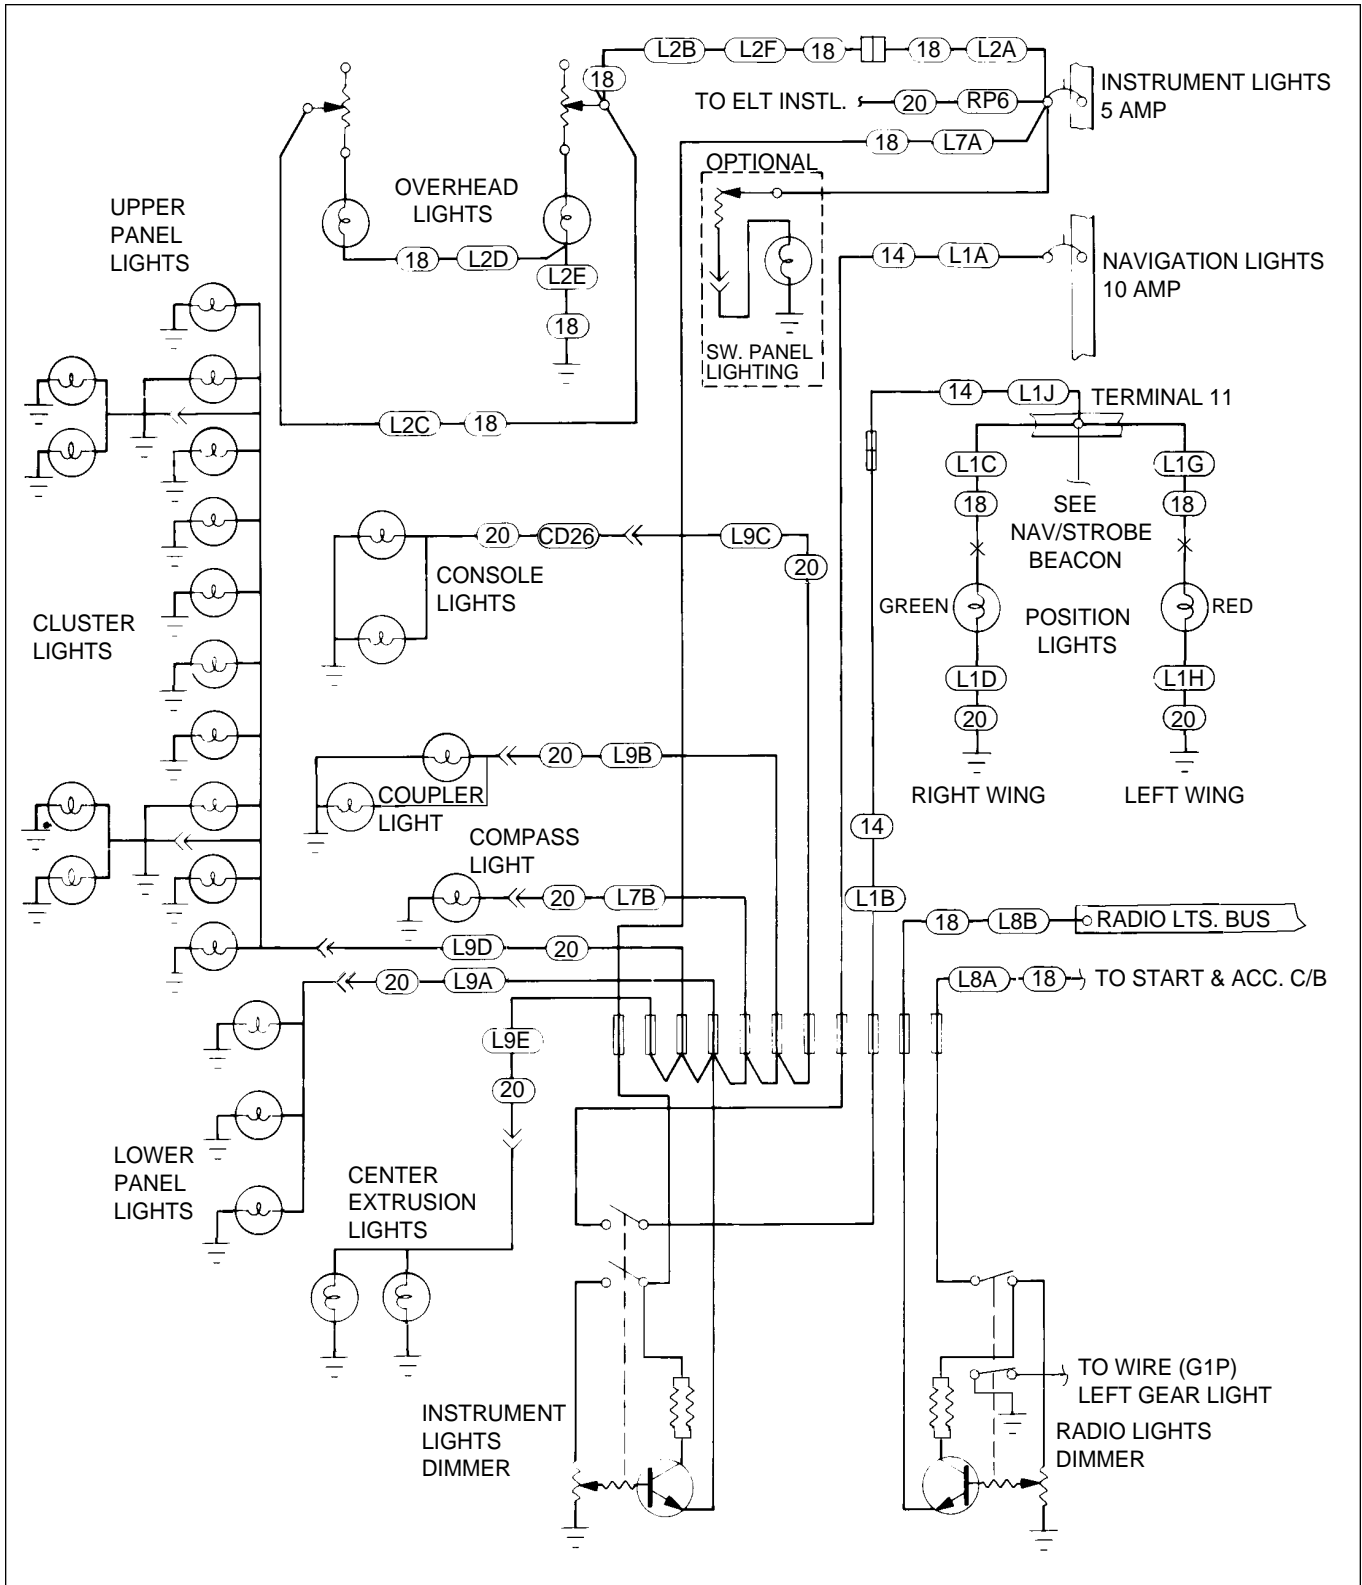 L2B L2F 18 18 L2A
18
INSTRUMENT LIGHTS
5 AMP
TO ELT INSTL. 20 RP6
18 L7A
OPTIONAL
OVERHEAD
LIGHTS
UPPER
PANEL
LIGHTS
18 L2D
L2E
18
14 L1A
NAVIGATION LIGHTS
10 AMP
SW. PANEL
LIGHTING
L2C 18
14 L1J
TERMINAL 11
L1C
18
L1G
18
SEE
NAV/STROBE
BEACON
20 CD26
L9C
20
CONSOLE
LIGHTS
CLUSTER
LIGHTS
GREEN
POSITION
LIGHTS
RED
L1D
20
L1H
20
RIGHT WING
LEFT WING
20 L9B
COUPLER
LIGHT
COMPASS
LIGHT
14
L1B
20 L7B
18 L8B
RADIO LTS. BUS
L9D 20
20 L9A
L8A 18 TO START & ACC. C/B
L9E
20
LOWER
PANEL
LIGHTS
CENTER
EXTRUSION
LIGHTS
TO WIRE (G1P)
LEFT GEAR LIGHT
INSTRUMENT
LIGHTS
DIMMER
RADIO LIGHTS
DIMMER